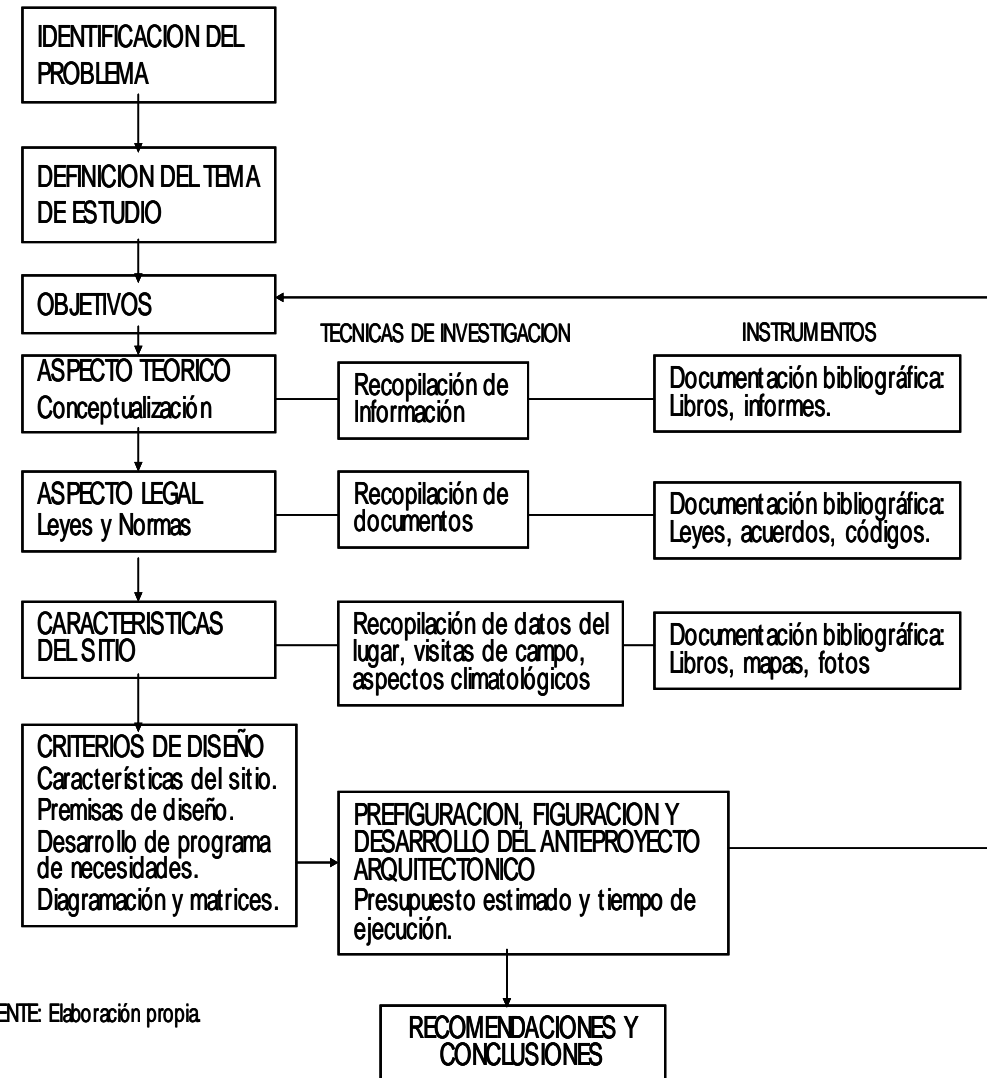 IDENTIFICACION DEL
PROBLEMA
DEFINICION DEL TEMA
DE ESTUDIO
OBJETIVOS
TECNICAS DE INVESTIGACION
INSTRUMENTOS
ASPECTO TEORICO
Conceptualización
Recopilación de
Información
Documentación bibliográfica:
Libros, informes.
ASPECTO LEGAL
Leyes y Normas
Recopilación de
documentos
Documentación bibliográfica:
Leyes, acuerdos, códigos.
CARACTERISTICAS
DEL SITIO
Recopilación de datos del
lugar, visitas de campo,
aspectos climatológicos
Documentación bibliográfica:
Libros, mapas, fotos
CRITERIOS DE DISEÑO
Características del sitio.
Premisas de diseño.
Desarrollo de programa
de necesidades.
Diagramación y matrices.
PREFIGURACION, FIGURACION Y
DESARROLLO DEL ANTEPROYECTO
ARQUITECTONICO
Presupuesto estimado y tiempo de
ejecución.
ENTE: Elaboración propia.
RECOMENDACIONES Y
CONCLUSIONES